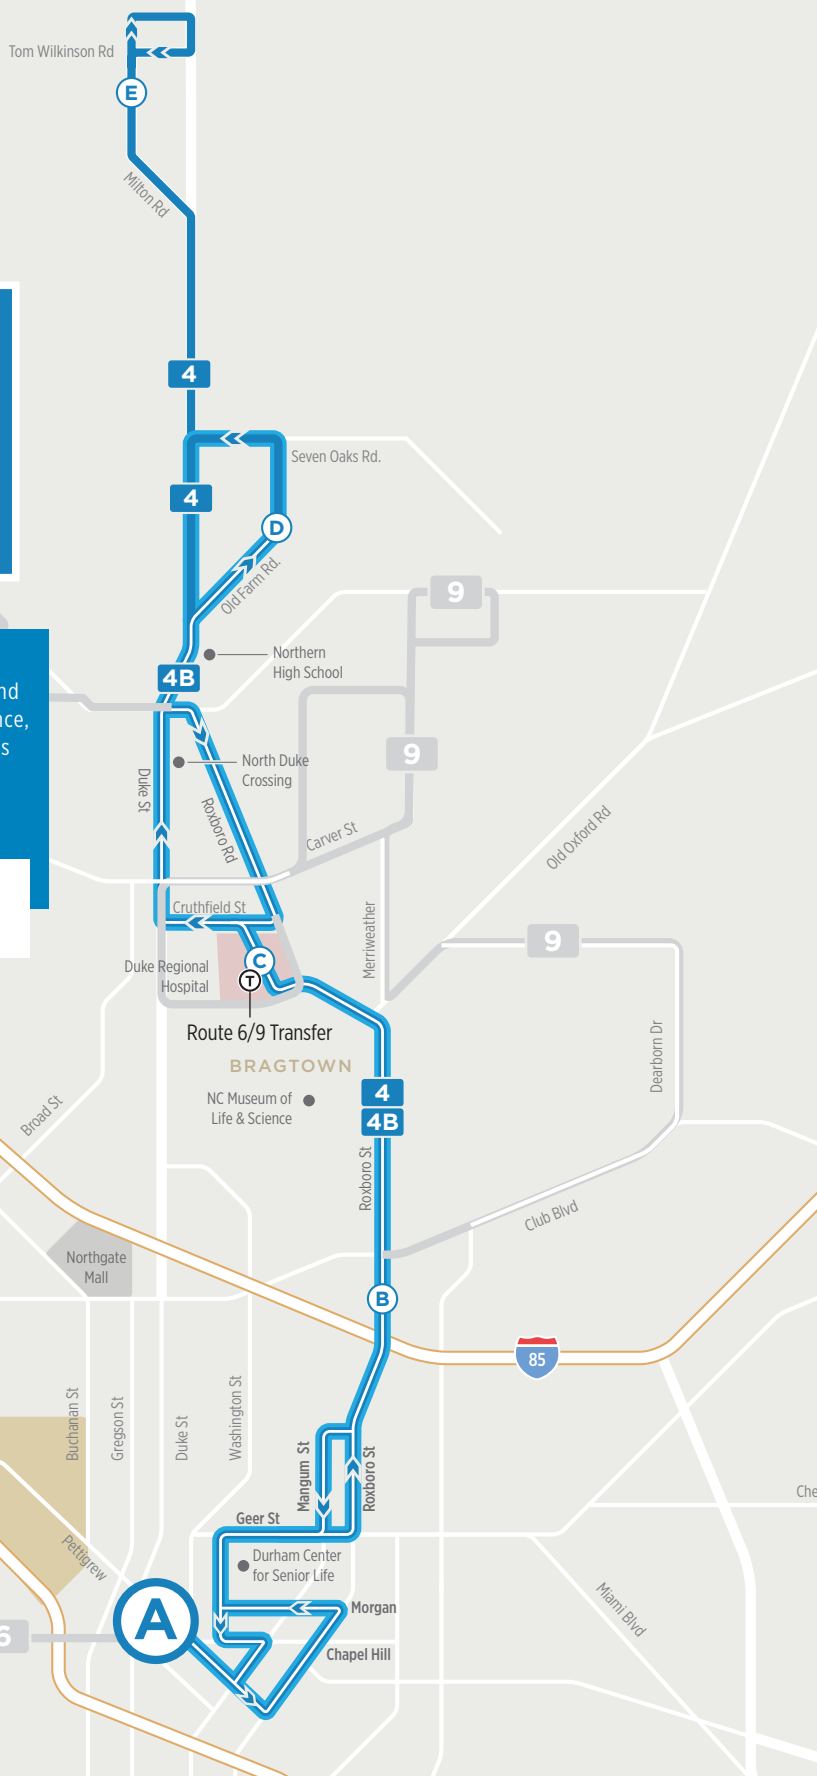 Tom Wilkinson Rd
E
Milton Rd
4
Seven Oaks Rd.
4
D
Old Farm Rd.
9
Northern
High School
4B
nd
nce,
s
9
North Duke
Crossing
Duke St
Roxboro Rd
Carver St
Old Oxford Rd
Cruthfield St
Merriweather
9
C
T
Duke Regional
Hospital
Route 6/9 Transfer
BRAGTOWN
Dearborn Dr
NC Museum of
Life & Science
4
4B
Broad St
Roxboro St
Club Blvd
Northgate
Mall
B
85
Buchanan St
Gregson St
Duke St
Washington St
Mangum St
Roxboro St
Che
Geer St
Pettigrew
Durham Center
for Senior Life
Miami Blvd
A
Morgan
6
Chapel Hill